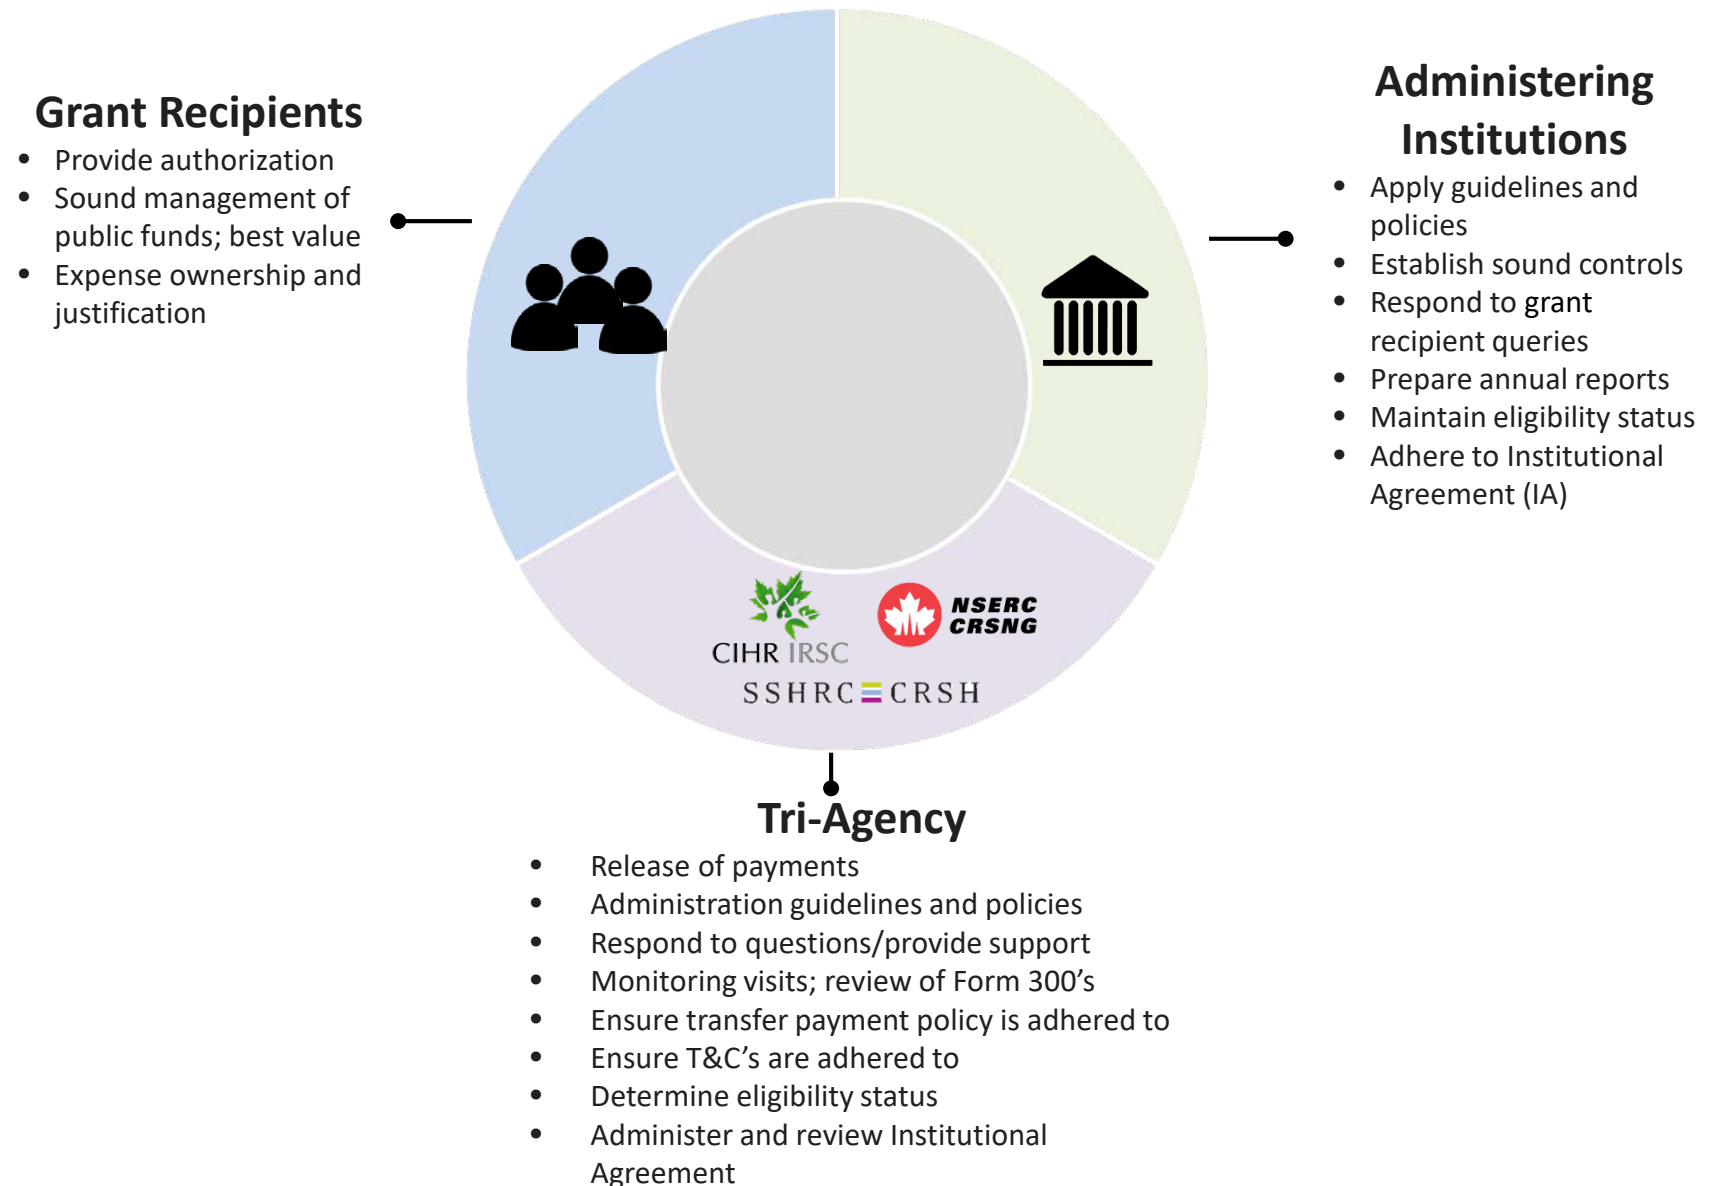 Grant Recipients
• Provide authorization
• Sound management of
public funds; best value
• Expense ownership and
justification
Administering
Institutions
• Apply guidelines and
policies
• Establish sound controls
• Respond to grant
recipient queries
• Prepare annual reports
• Maintain eligibility status
• Adhere to Institutional
Agreement (IA)
CIHR IRSC
NSERC
CRSNG
SSHRC CRSH
Tri-Agency
• Release of payments
• Administration guidelines and policies
• Respond to questions/provide support
• Monitoring visits; review of Form 300’s
• Ensure transfer payment policy is adhered to
• Ensure T&C’s are adhered to
• Determine eligibility status
• Administer and review Institutional
Agreement